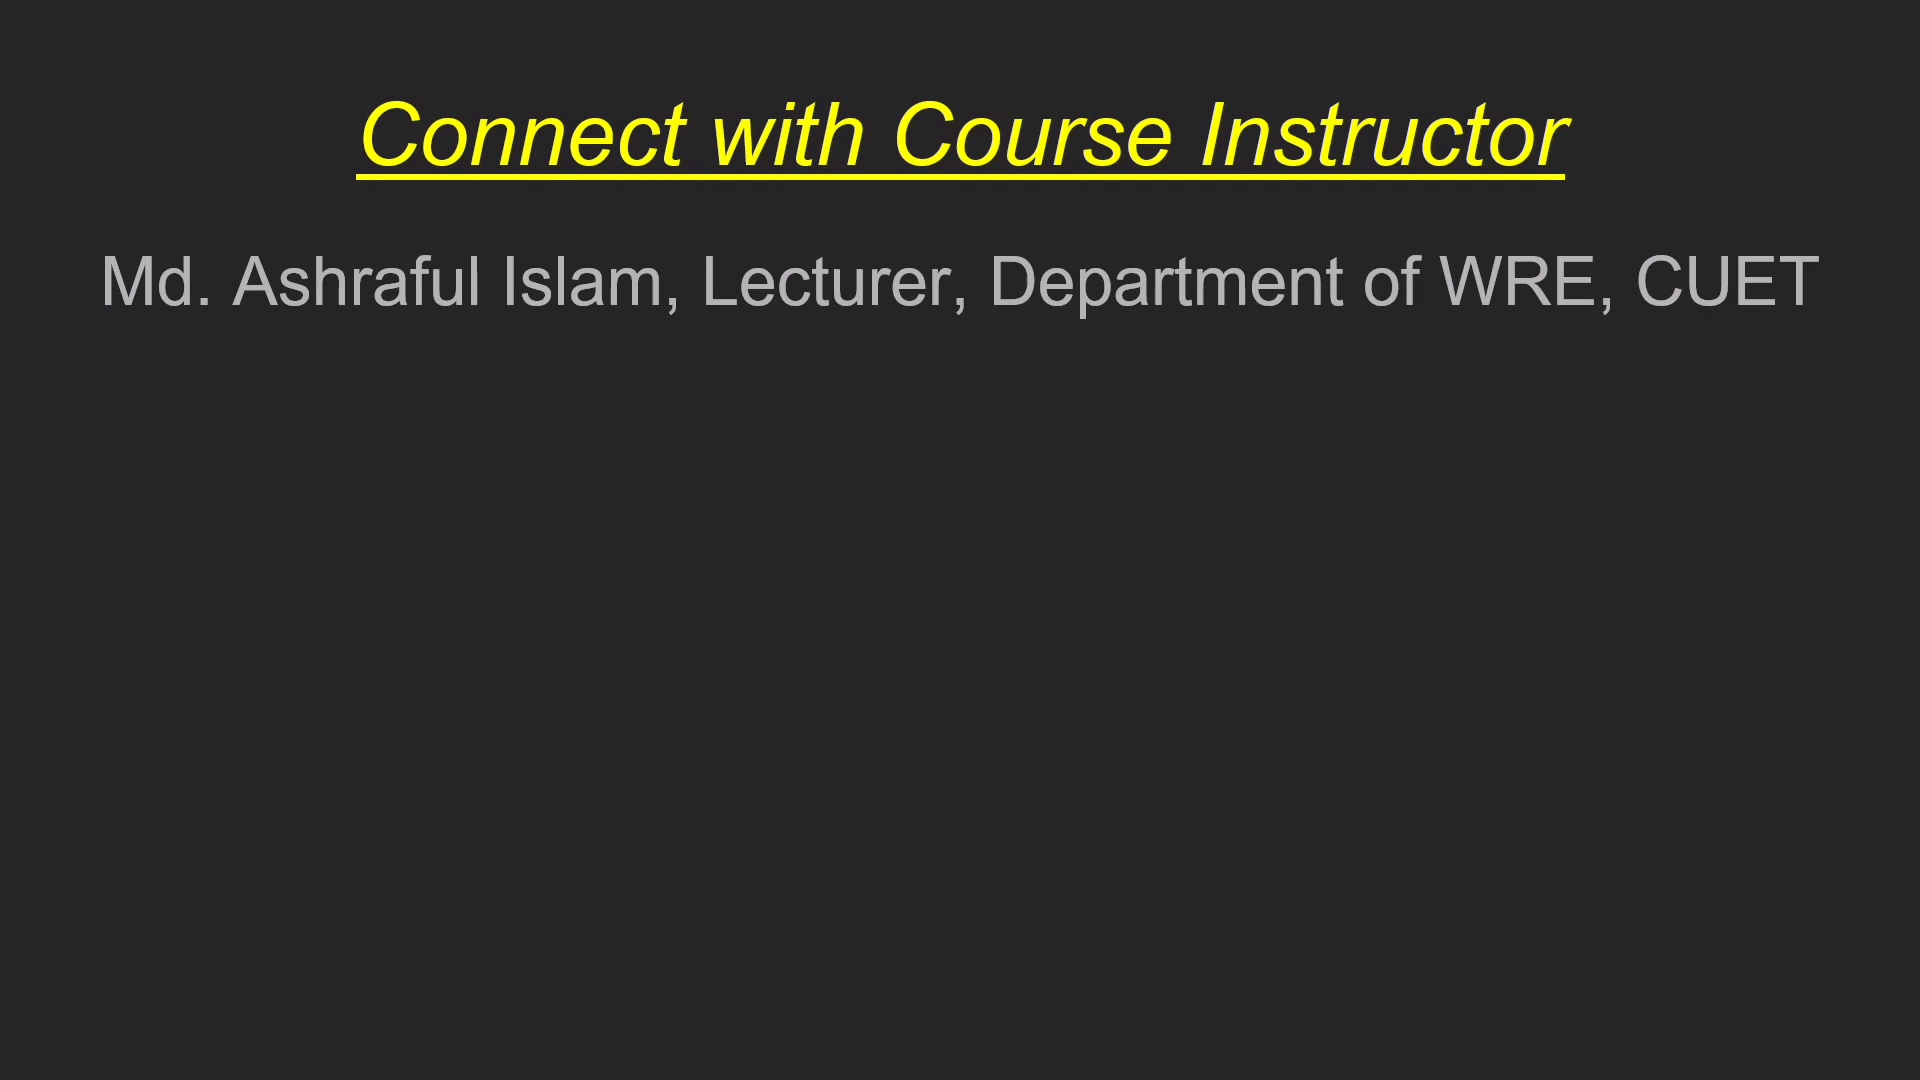 Connect with Course Instructor
Md. Ashraful Islam, Lecturer, Department of WRE, CUET